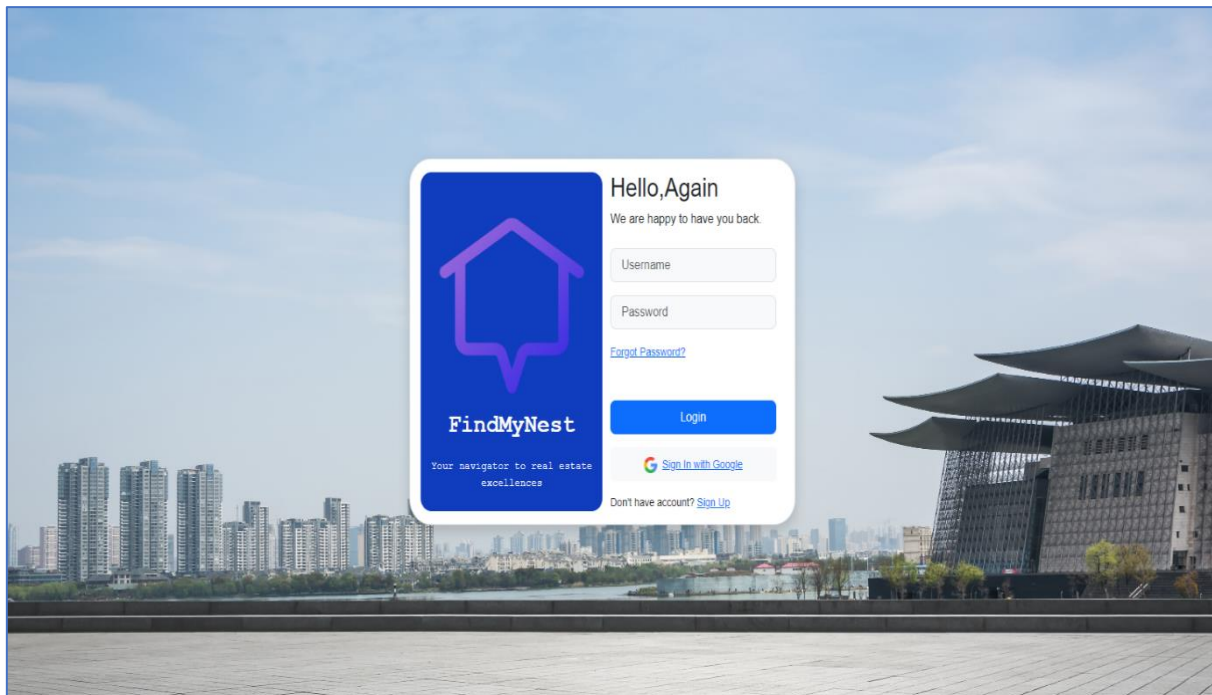 Hello,Again
We are happy to have you back.
Username
Password
Forgot Password?
Login
Sign In with Google
Don't have account? Sign Up
FindMyNest
Your navigator to real estate
excellences